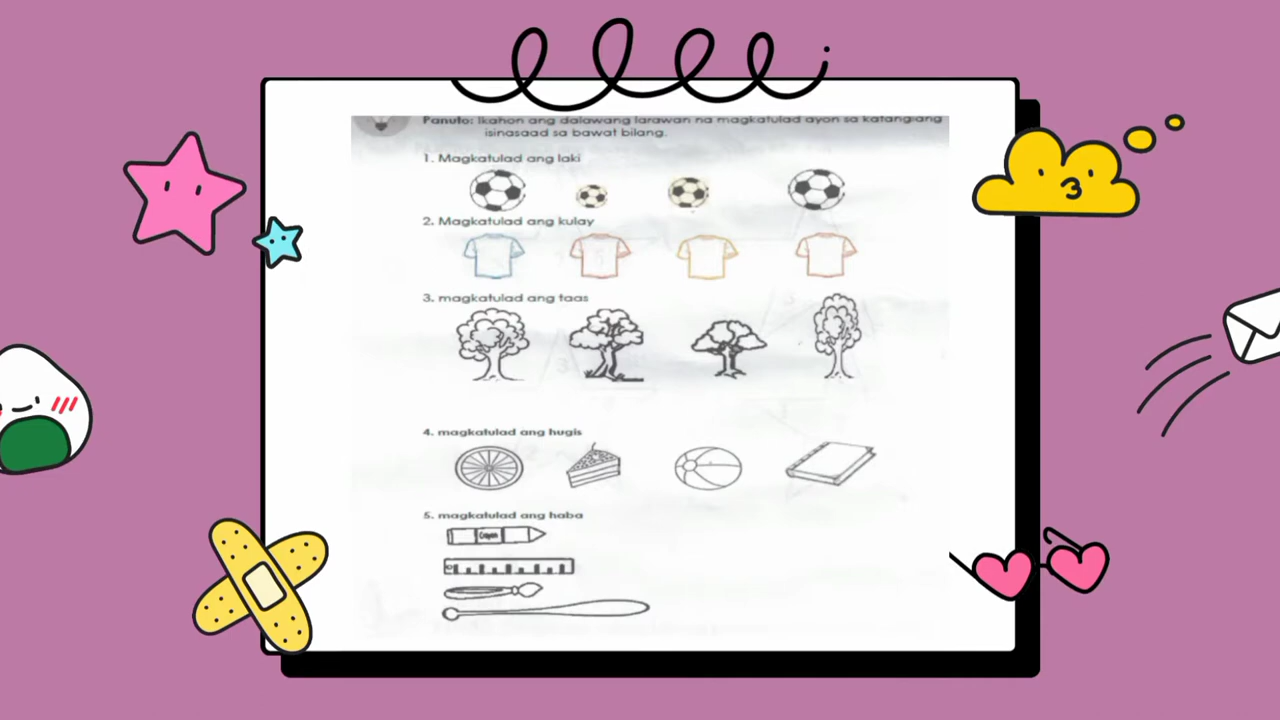 Panuto: Ikahon ang dalawang larawan na magkatulad ayon sa katangiang
isinasaad sa bawat bilang.
1. Magkatulad ang laki
2. Magkatulad ang kulay
3. magkatulad ang taas
4. magkatulad ang hugis
5. magkatulad ang haba
Crayon